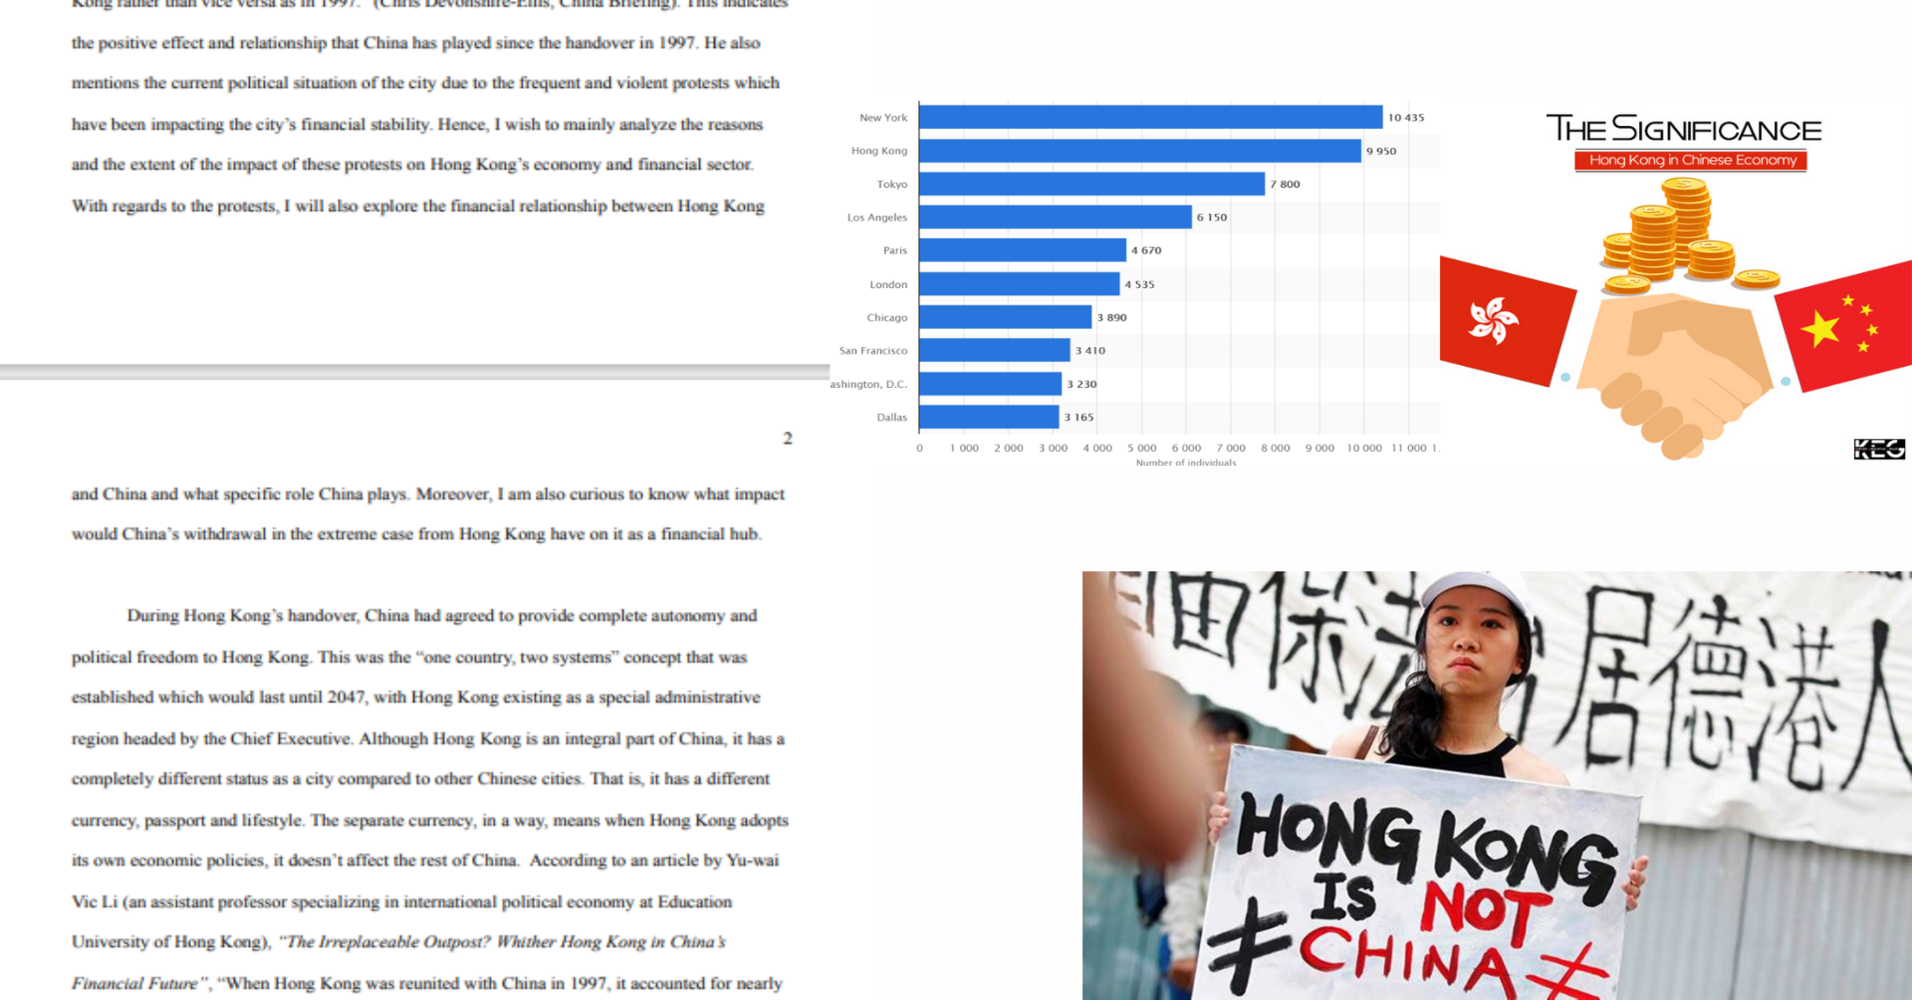 Kong rather than vice versa as in 1997." (Chris Devonshire-Ellis, China Briefing). This indicates
the positive effect and relationship that China has played since the handover in 1997. He also
mentions the current political situation of the city due to the frequent and violent protests which
have been impacting the city's financial stability. Hence, I wish to mainly analyze the reasons
and the extent of the impact of these protests on Hong Kong's economy and financial sector.
With regards to the protests, I will also explore the financial relationship between Hong Kong
2
and China and what specific role China plays. Moreover, I am also curious to know what impact
would China's withdrawal in the extreme case from Hong Kong have on it as a financial hub.
During Hong Kong's handover, China had agreed to provide complete autonomy and
political freedom to Hong Kong. This was the "one country, two systems" concept that was
established which would last until 2047, with Hong Kong existing as a special administrative
region headed by the Chief Executive. Although Hong Kong is an integral part of China, it has a
completely different status as a city compared to other Chinese cities. That is, it has a different
currency, passport and lifestyle. The separate currency, in a way, means when Hong Kong adopts
its own economic policies, it doesn't affect the rest of China. According to an article by Yu-wai
Vic Li (an assistant professor specializing in international political economy at Education
University of Hong Kong), "The Irreplaceable Outpost? Whither Hong Kong in China's
Financial Future", "When Hong Kong was reunited with China in 1997, it accounted for nearly
New York 10 435
Hong Kong 9 950
Tokyo 7 800
Los Angeles 6 150
Paris 4 670
London 4 535
Chicago 3 890
San Francisco 3 410
ashington, D.C. 3 230
Dallas 3 165
0 1 000 2 000 3 000 4 000 5 000 6 000 7 000 8 000 9 000 10 000 11 000 1
Number of individuals
THE SIGNIFICANCE
Hong Kong in Chinese Economy
KEG
由保法 居德港人
HONG KONG
IS NOT
≠ CHINA ≠